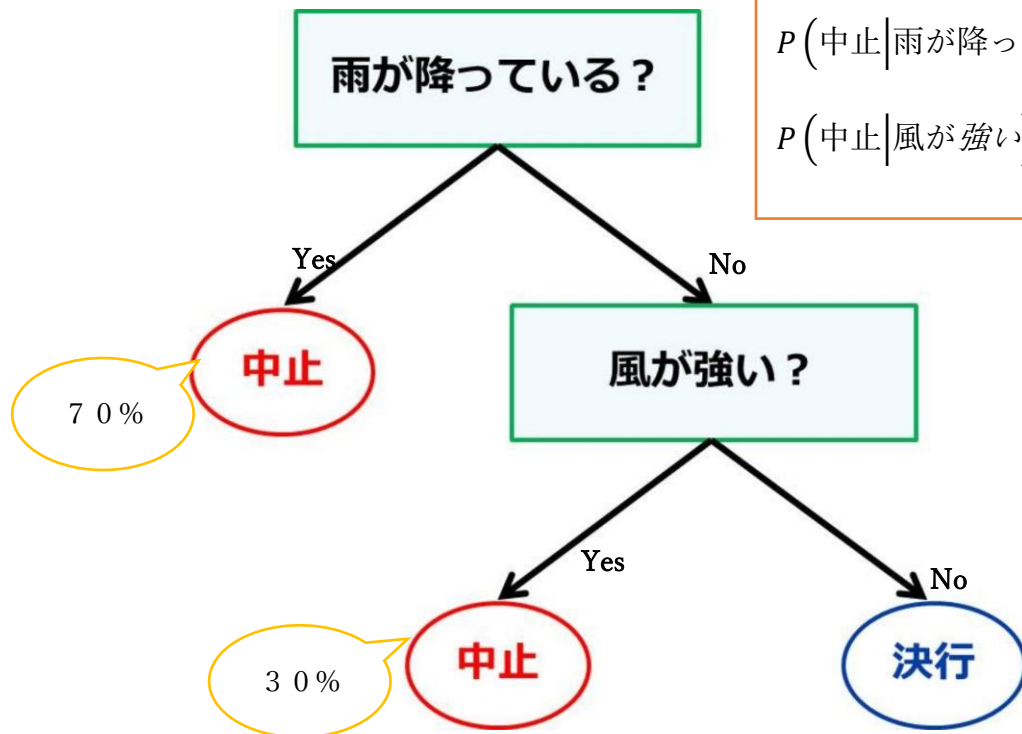 雨が降っている？
P(中止|雨が降っ
P(中止|風が強い)
Yes
No
中止
７０%
風が強い？
Yes
No
中止
３０%
決行